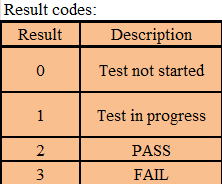 Result codes:
Result Description
0 Test not started
1 Test in progress
2 PASS
3 FAIL